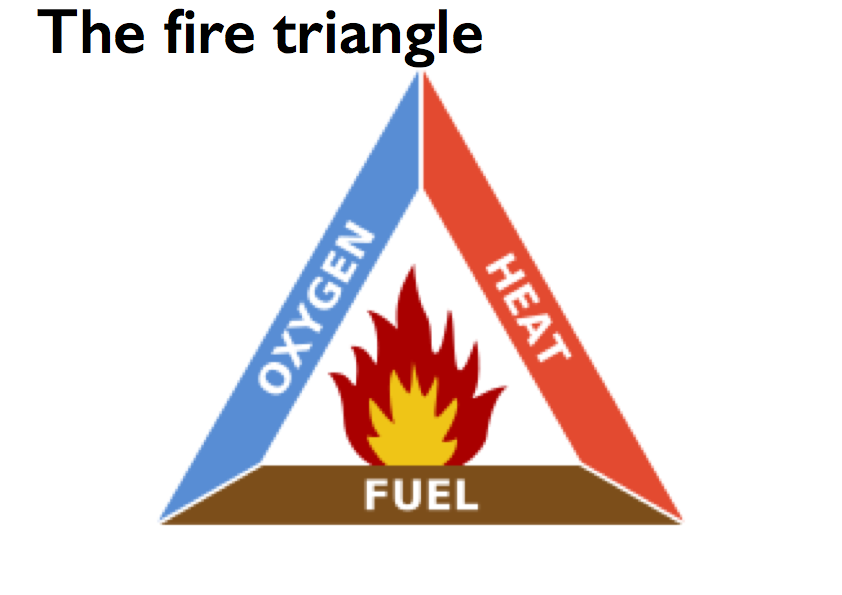 The fire triangle
OXYGEN
HEAT
FUEL